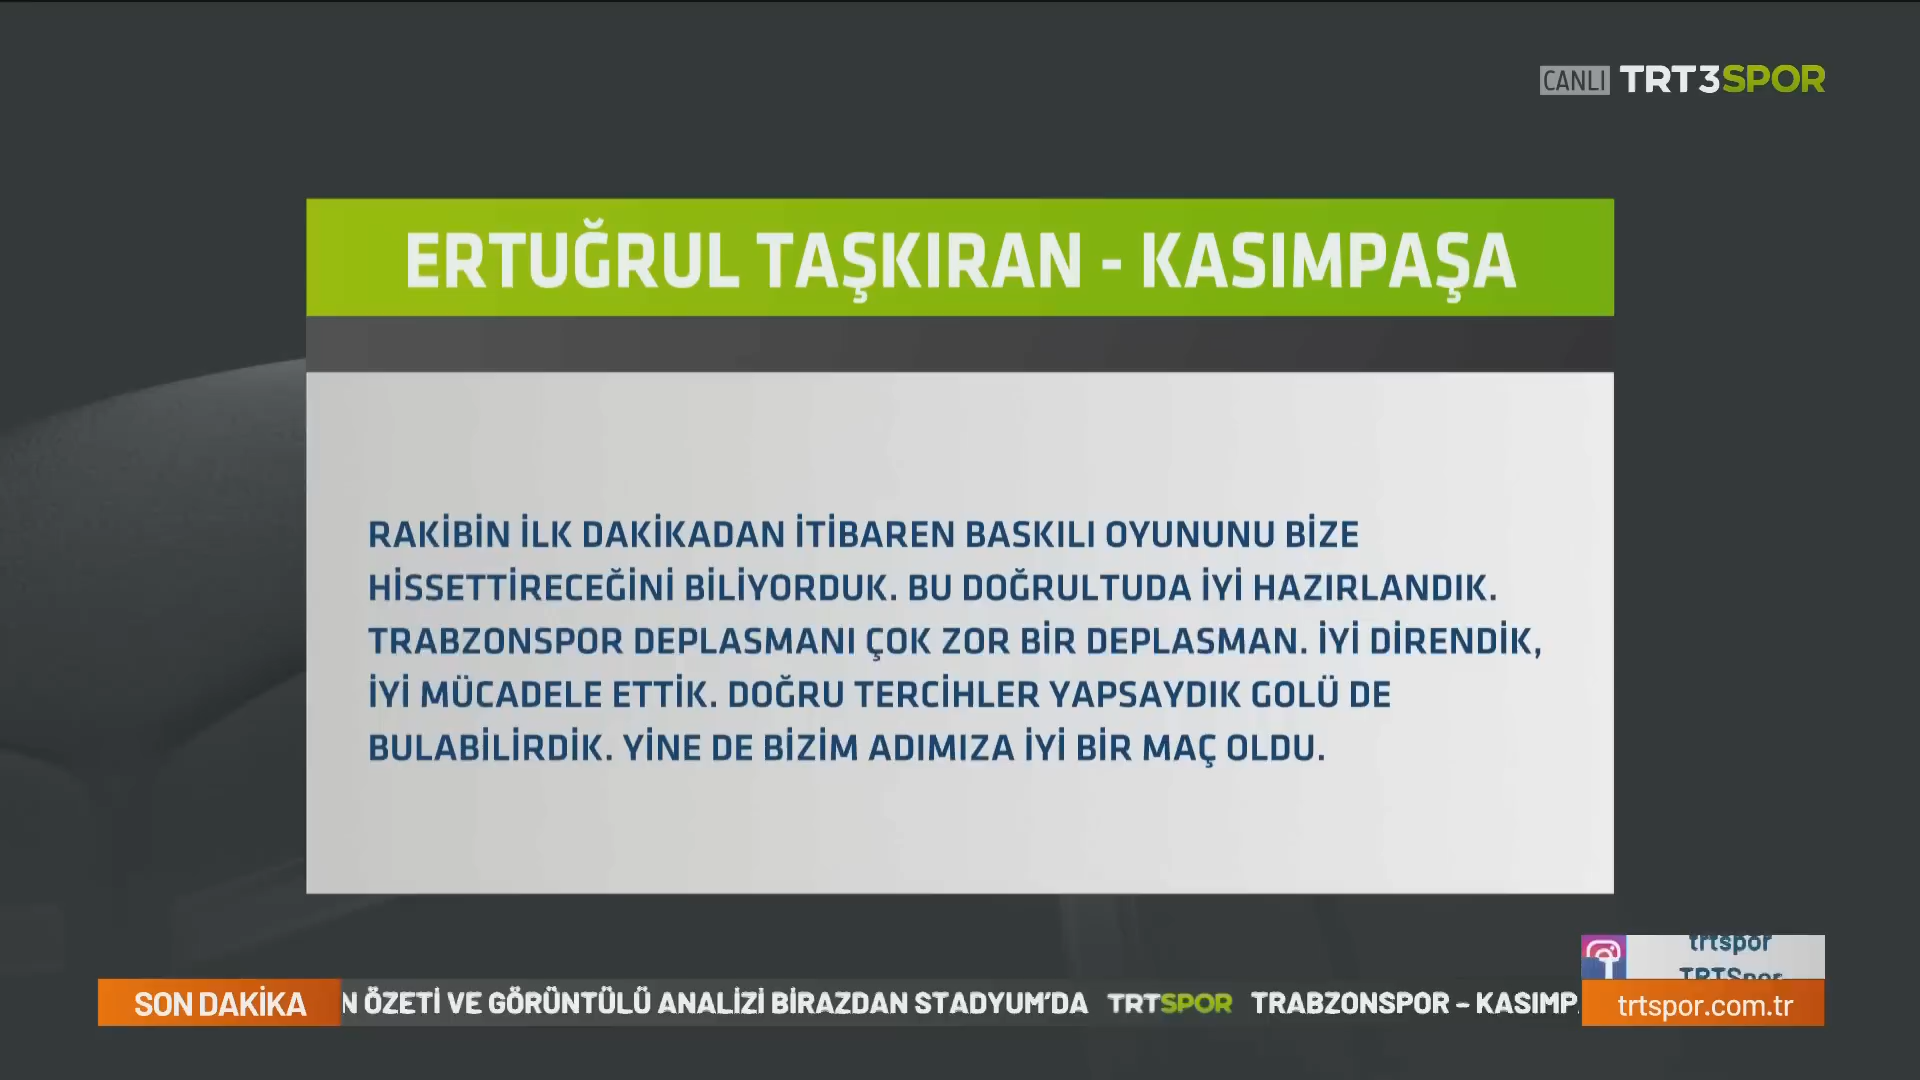 CANLI TRT3SPOR
ERTUĞRUL TAŞKIRAN - KASIMPAŞA
RAKİBİN İLK DAKİKADAN İTİBAREN BASKILI OYUNUNU BİZE
HİSSETTİRECEĞİNİ BİLİYORDUK. BU DOĞRULTUDA İYİ HAZIRLANDIK.
TRABZONSPOR DEPLASMANI ÇOK ZOR BİR DEPLASMAN. İYİ DİRENDİK,
İYİ MÜCADELE ETTİK. DOĞRU TERCİHLER YAPSAYDIK GOLÜ DE
BULABİLİRDİK. YİNE DE BİZİM ADIMIZA İYİ BİR MAÇ OLDU.
trtspor
TRTSpor
SON DAKİKA
N ÖZETİ VE GÖRÜNTÜLÜ ANALİZİ BİRAZDAN STADYUM'DA TRTSPOR TRABZONSPOR – KASIMP
trtspor.com.tr